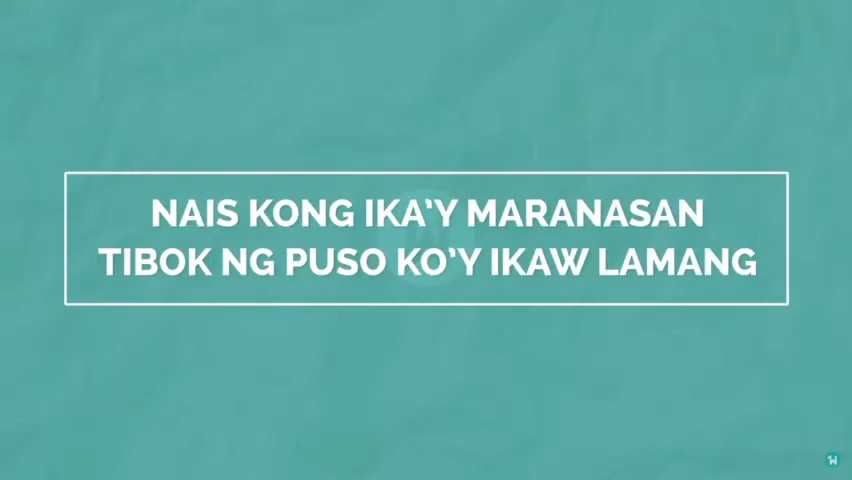 NAIS KONG IKA'Y MARANASAN
TIBOK NG PUSO KO'Y IKAW LAMANG